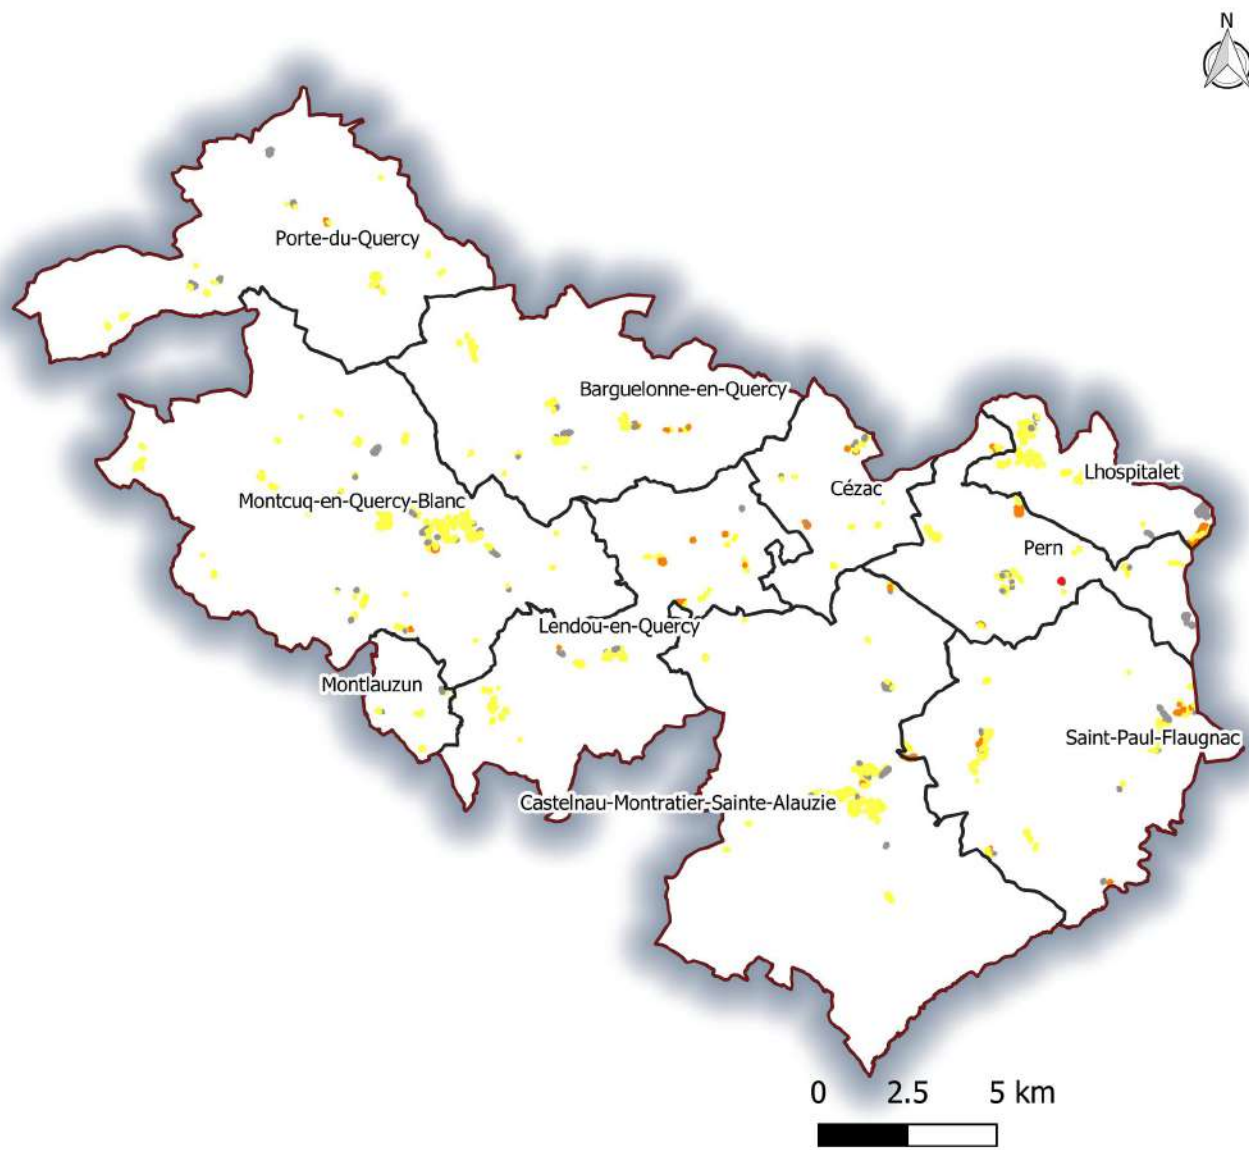 N
Porte-du-Quercy
Barguelonne-en-Quercy
Lhospitalet
Cézac
Montcuq-en-Quercy-Blanc
Pern
Lendou-en-Quercy
Montlauzun
Saint-Paul-Flaugnac
Castelnau-Montratier-Sainte-Alauzie
0 2.5 5 km